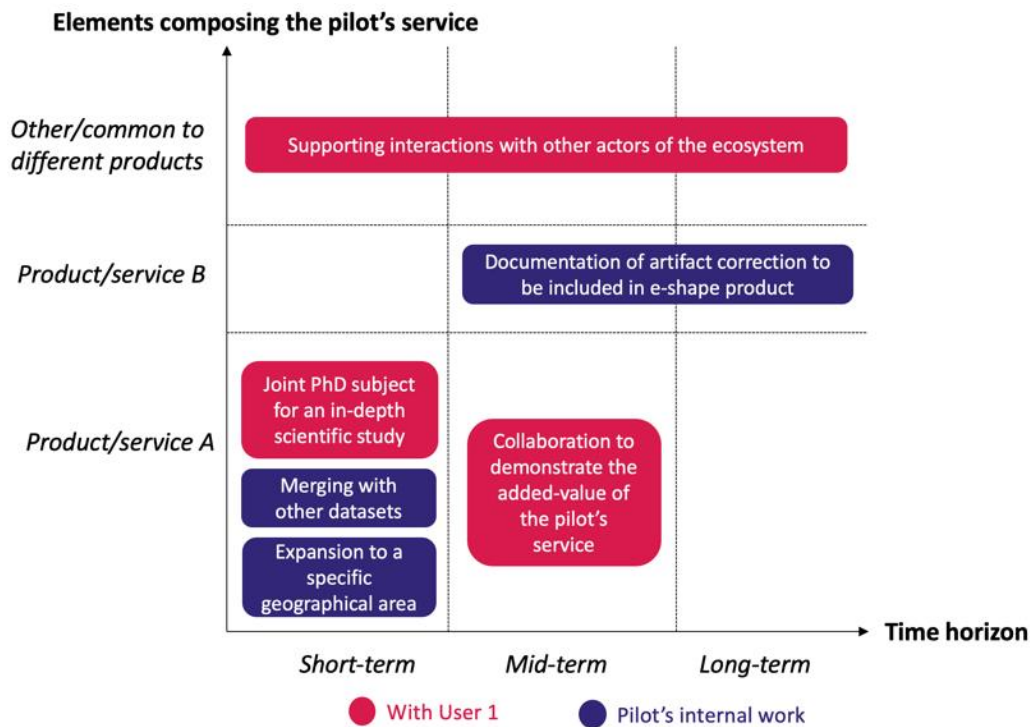 Elements composing the pilot's service
Other/common to
different products
Supporting interactions with other actors of the ecosystem
Product/service B
Documentation of artifact correction to
be included in e-shape product
Product/service A
Joint PhD subject
for an in-depth
scientific study
Merging with
other datasets
Expansion to a
specific
geographical area
Collaboration to
demonstrate the
added-value of
the pilot's
service
Time horizon
Short-term
Mid-term
Long-term
With User 1
Pilot's internal work